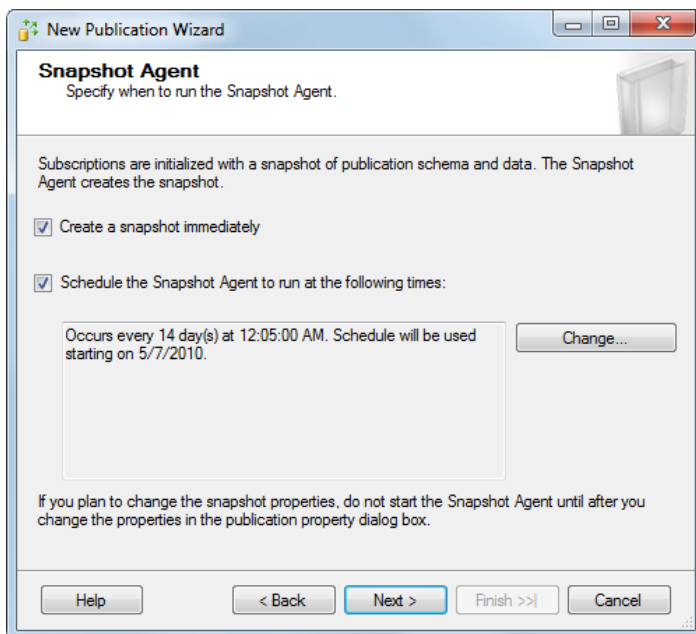 New Publication Wizard
Snapshot Agent
Specify when to run the Snapshot Agent.
Subscriptions are initialized with a snapshot of publication schema and data. The Snapshot
Agent creates the snapshot.
Create a snapshot immediately
Schedule the Snapshot Agent to run at the following times:
Occurs every 14 day(s) at 12:05:00 AM. Schedule will be used
starting on 5/7/2010.
Change...
If you plan to change the snapshot properties, do not start the Snapshot Agent until after you
change the properties in the publication property dialog box.
Help
< Back
Next >
Finish >>|
Cancel